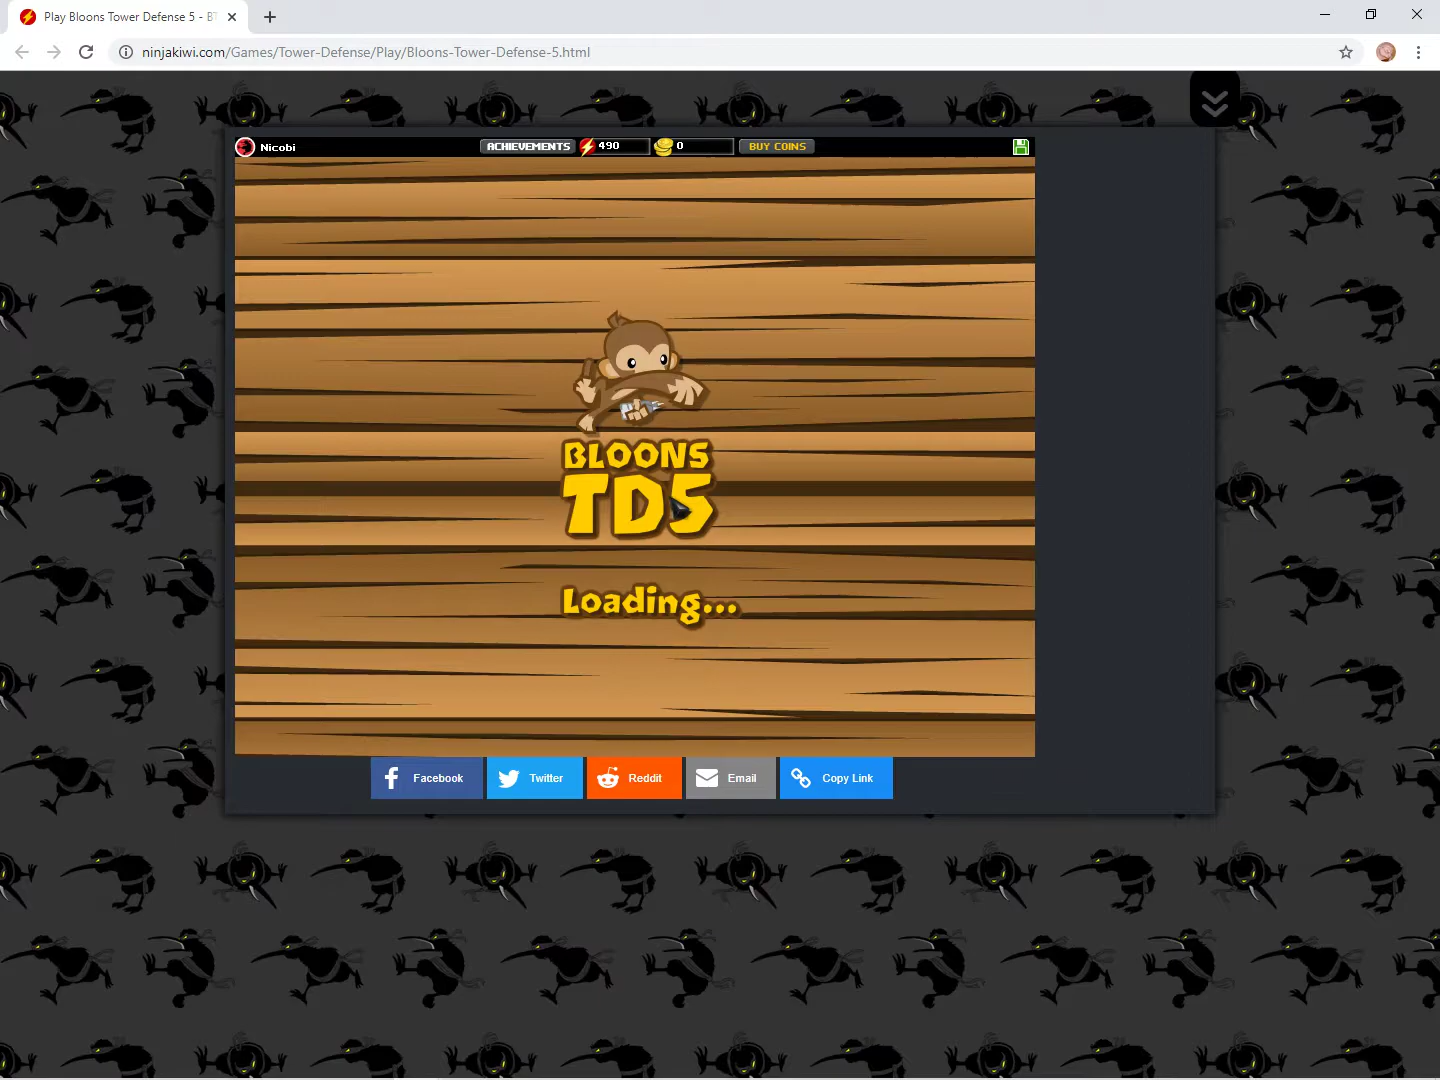 Play Bloons Tower Defense 5 - BT
ninjakiwi.com/Games/Tower-Defense/Play/Bloons-Tower-Defense-5.html
Nicobi
ACHIEVEMENTS
490
0
BUY COINS
BLOONS
TD5
Loading...
Facebook
Twitter
Reddit
Email
Copy Link